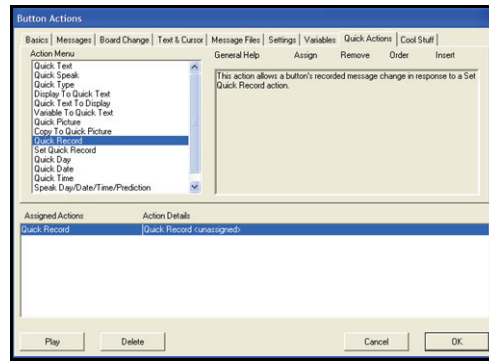 Button Actions
Basics Messages Board Change Text & Cursor Message Files Settings Variables Quick Actions Cool Stuff
Action Menu General Help Assign Remove Order Insert
Quick Text
Quick Speak
Quick Type
Display To Quick Text
Quick Text To Display
Variable To Quick Text
Quick Picture
Copy To Quick Picture
Quick Record
Set Quick Record
Quick Day
Quick Date
Quick Time
Speak Day/Date/Time/Prediction
This action allows a button's recorded message change in response to a Set
Quick Record action.
Assigned Actions Action Details
Quick Record Quick Record <unassigned>
Play Delete Cancel OK